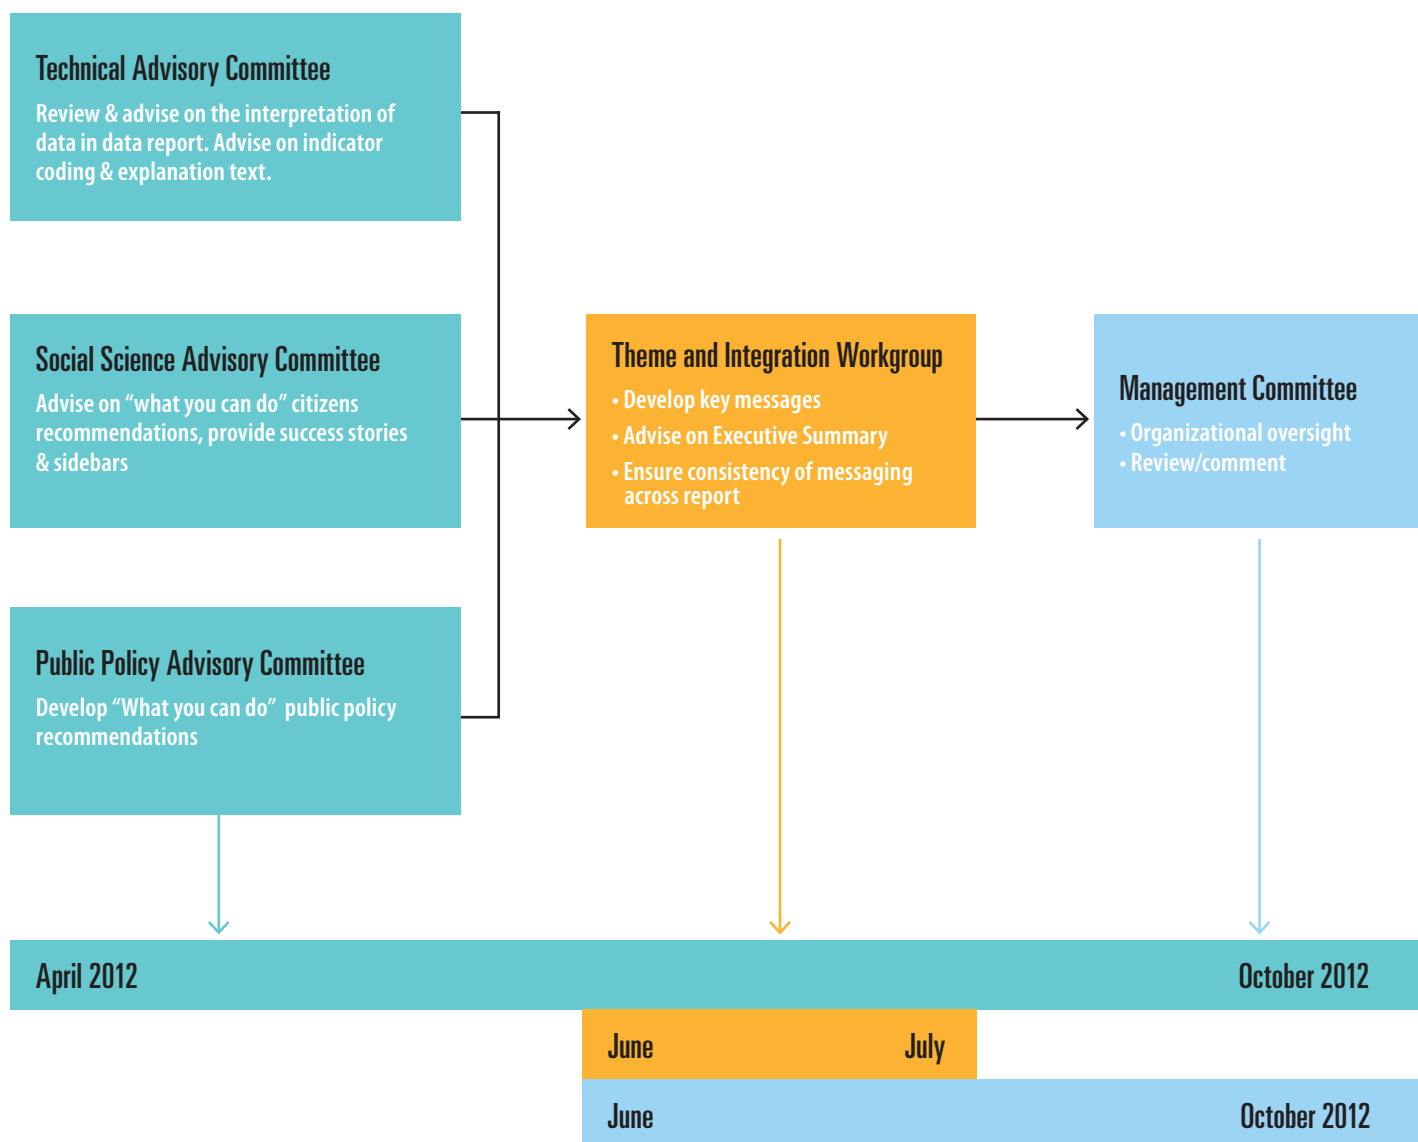 Technical Advisory Committee
Review & advise on the interpretation of
data in data report. Advise on indicator
coding & explanation text.
Social Science Advisory Committee
Advise on “what you can do” citizens
recommendations, provide success stories
& sidebars
Public Policy Advisory Committee
Develop “What you can do” public policy
recommendations
Theme and Integration Workgroup
• Develop key messages
• Advise on Executive Summary
• Ensure consistency of messaging
across report
Management Committee
• Organizational oversight
• Review/comment
April 2012
October 2012
June
July
June
October 2012